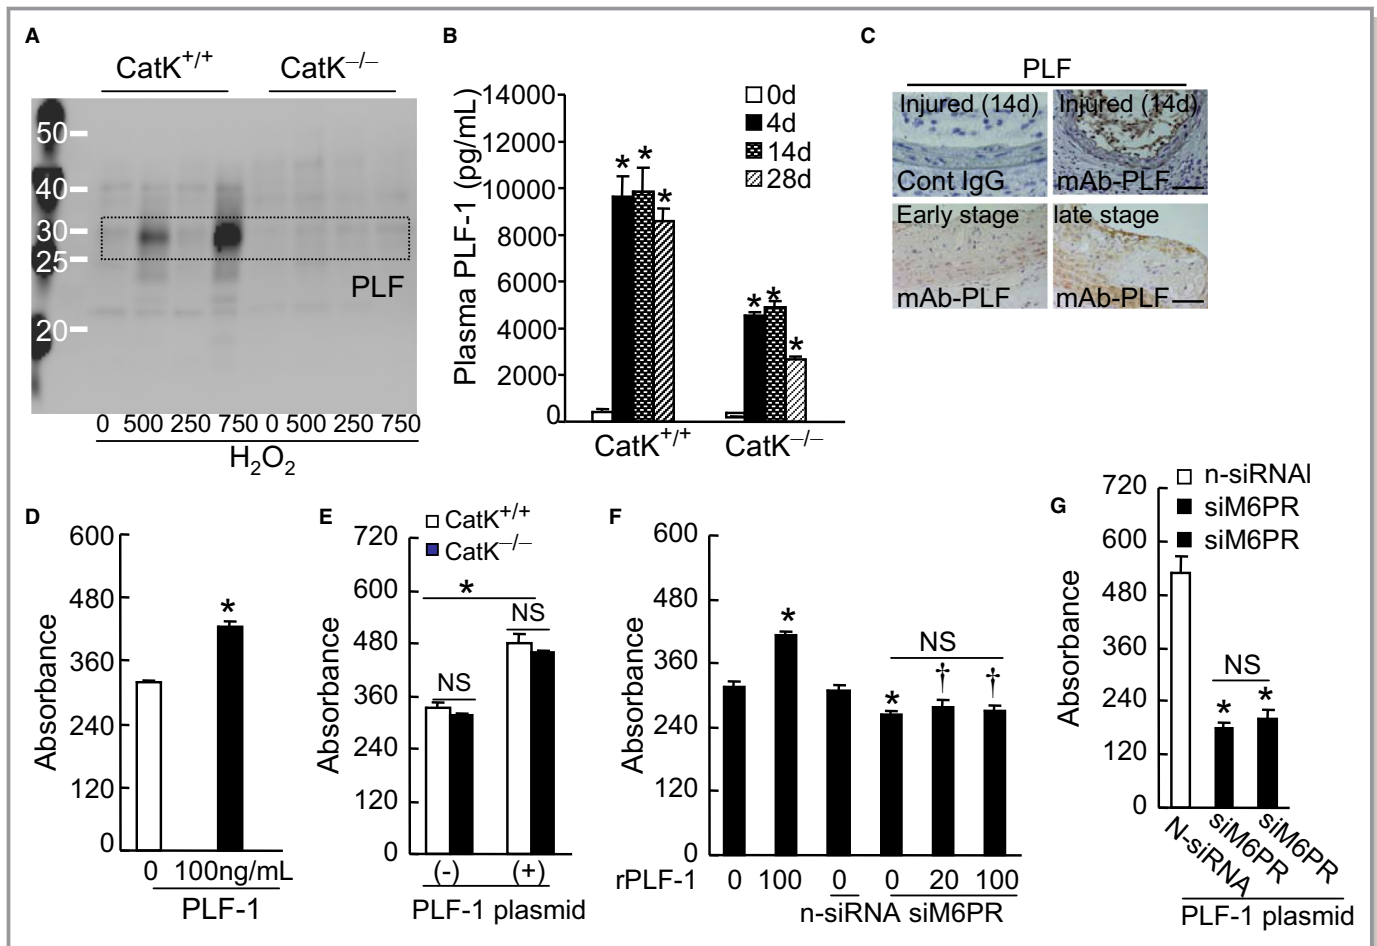 A
CatK+/+ CatK−/−
50
40
30
25
20
PLF
0 500 250 750 0 500 250 750
H2O2
B
Plasma PLF-1 (pg/mL)
14000
12000
10000
8000
6000
4000
2000
0
0d
4d
14d
28d
* * *
* * *
CatK+/+ CatK−/−
C
PLF
Injured (14d) Injured (14d)
Cont IgG mAb-PLF
Early stage late stage
mAb-PLF mAb-PLF
D
Absorbance
600
480
360
240
120
0
*
0 100ng/mL
PLF-1
E
CatK+/+
CatK−/−
Absorbance
720
600
480
360
240
120
0
*
NS
NS
(-) (+)
PLF-1 plasmid
F
Absorbance
600
480
360
240
120
0
*
NS
* † †
rPLF-1 0 100 0 0 20 100
n-siRNA siM6PR
G
n-siRNAI
siM6PR
siM6PR
Absorbance
720
600
480
360
240
120
0
NS
* *
N-siRNA siM6PR siM6PR
PLF-1 plasmid